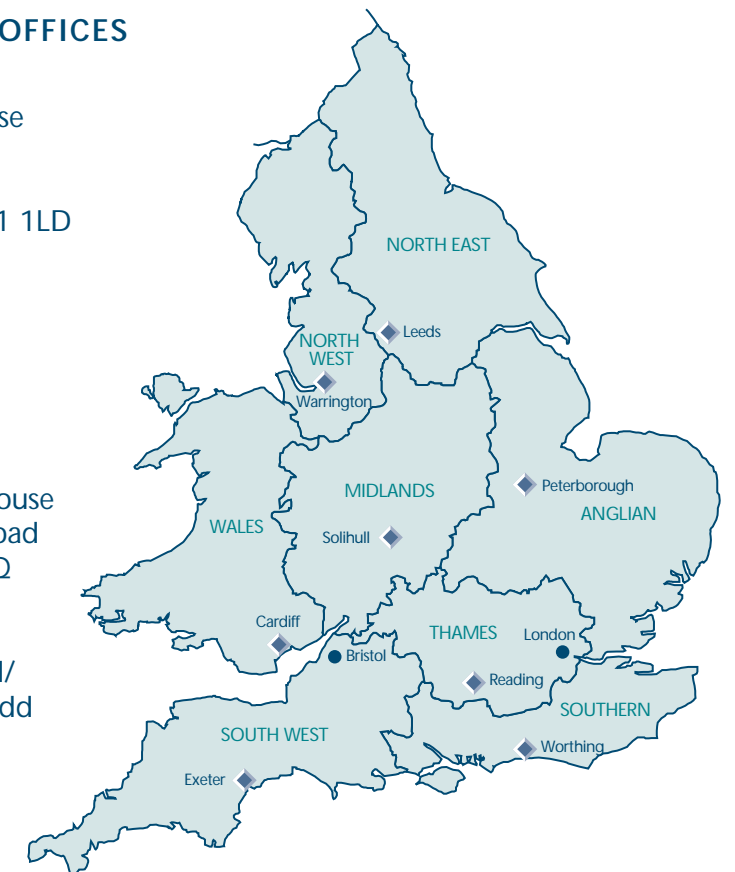 OFFICES
se
1 1LD
ouse
oad
Q
l/
dd
NORTH EAST
Leeds
NORTH
WEST
Warrington
MIDLANDS
Peterborough
ANGLIAN
WALES
Solihull
Cardiff
THAMES
London
Bristol
Reading
SOUTHERN
SOUTH WEST
Worthing
Exeter